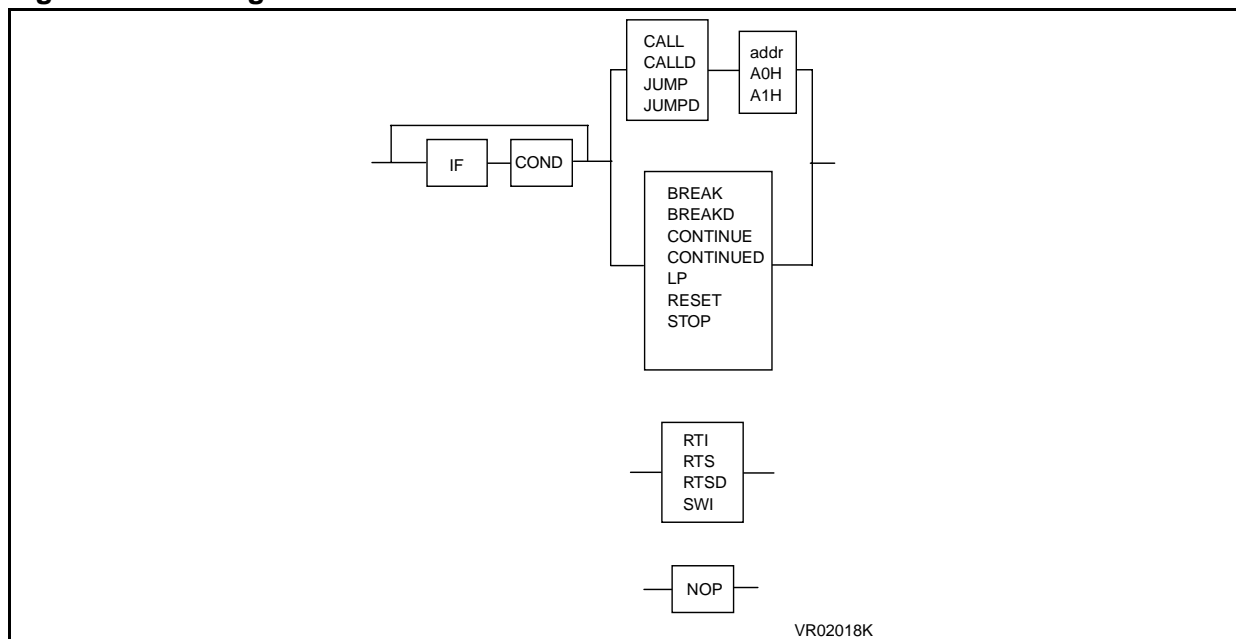 CALL
CALLD
JUMP
JUMPD
addr
A0H
A1H
IF
COND
BREAK
BREAKD
CONTINUE
CONTINUED
LP
RESET
STOP
RTI
RTS
RTSD
SWI
NOP
VR02018K